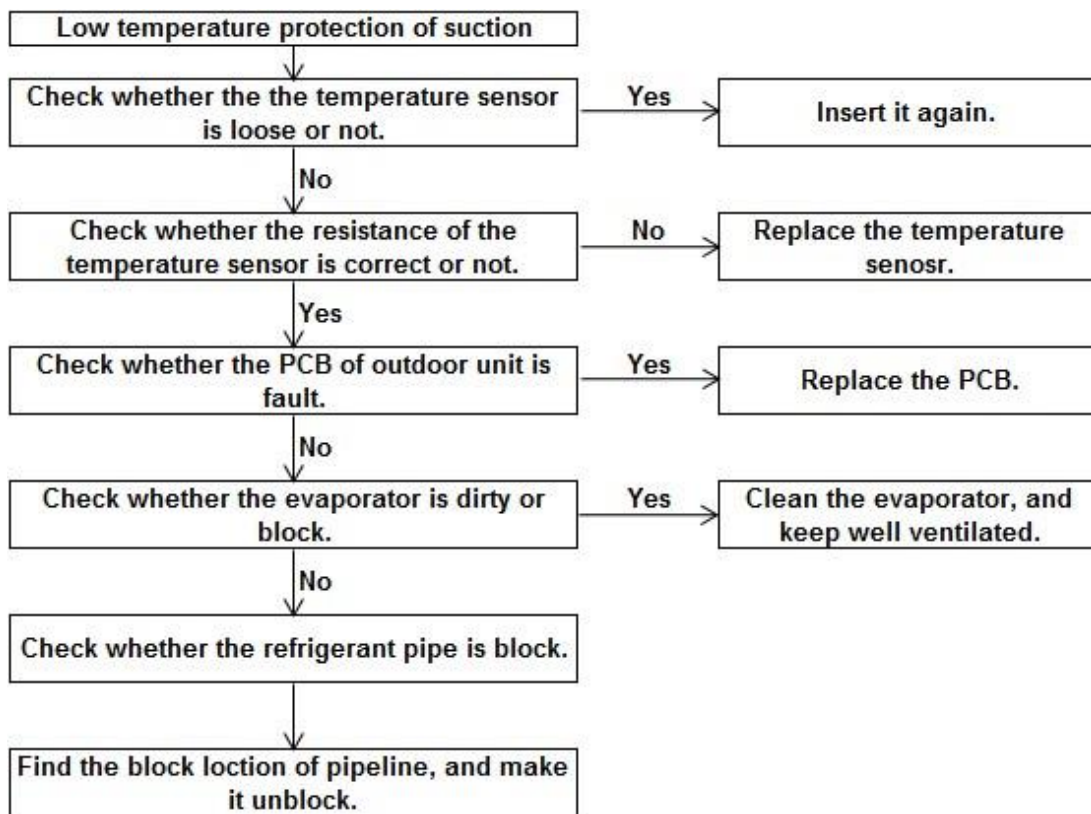 Low temperature protection of suction
Check whether the the temperature sensor
is loose or not.
Yes
Insert it again.
No
Check whether the resistance of the
temperature sensor is correct or not.
No
Replace the temperature
senosr.
Yes
Check whether the PCB of outdoor unit is
fault.
Yes
Replace the PCB.
No
Check whether the evaporator is dirty or
block.
Yes
Clean the evaporator, and
keep well ventilated.
No
Check whether the refrigerant pipe is block.
Find the block loction of pipeline, and make
it unblock.